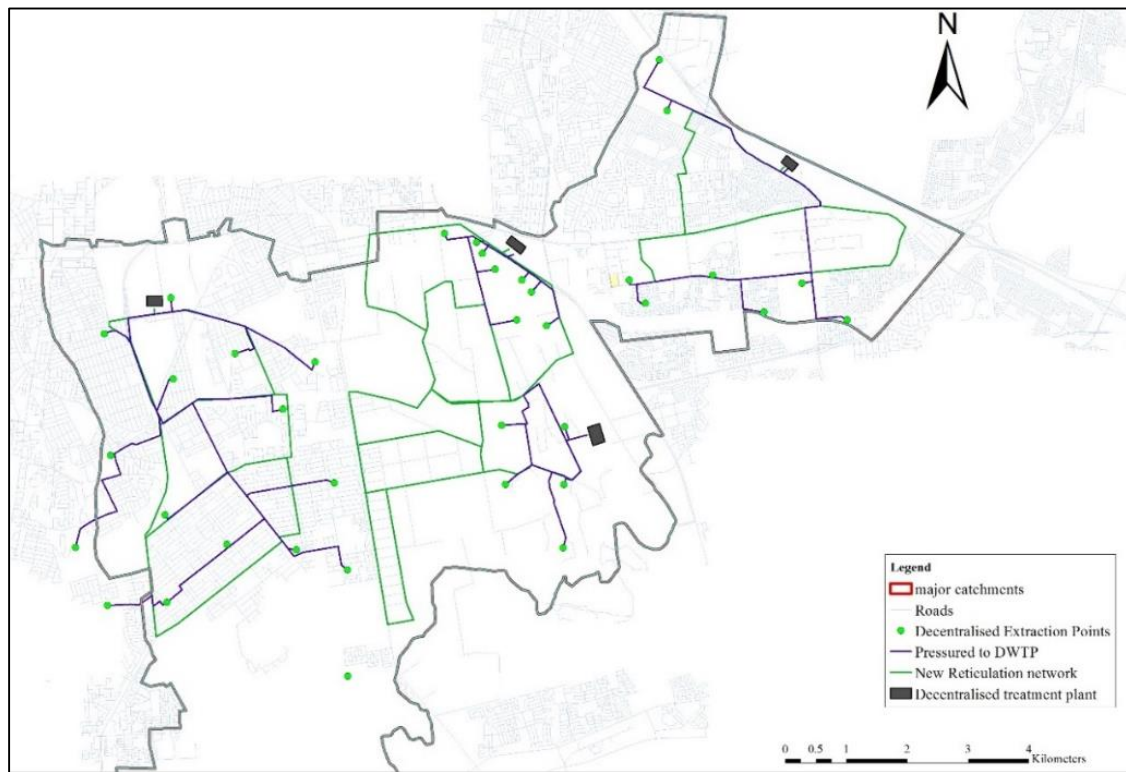 N
Legend
major catchments
Roads
Decentralised Extraction Points
Pressured to DWTP
New Reticulation network
Decentralised treatment plant
0 0.5 1 2 3 4
Kilometers